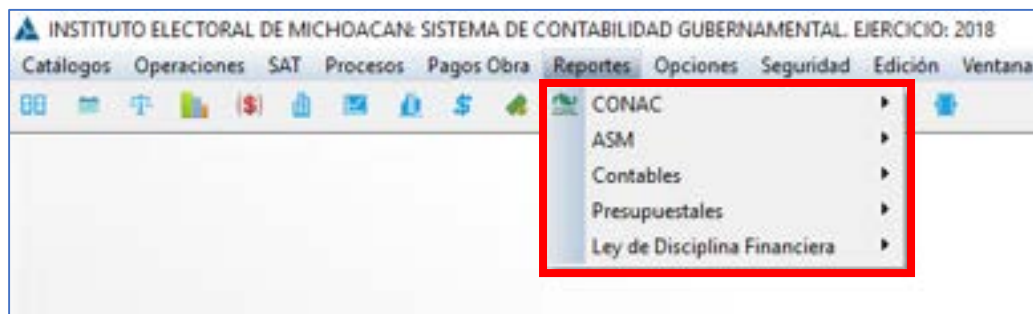 INSTITUTO ELECTORAL DE MICHOACAN: SISTEMA DE CONTABILIDAD GUBERNAMENTAL. EJERCICIO: 2018
Catálogos Operaciones SAT Procesos Pagos Obra Reportes Opciones Seguridad Edición Ventana
CONAC
ASM
Contables
Presupuestales
Ley de Disciplina Financiera